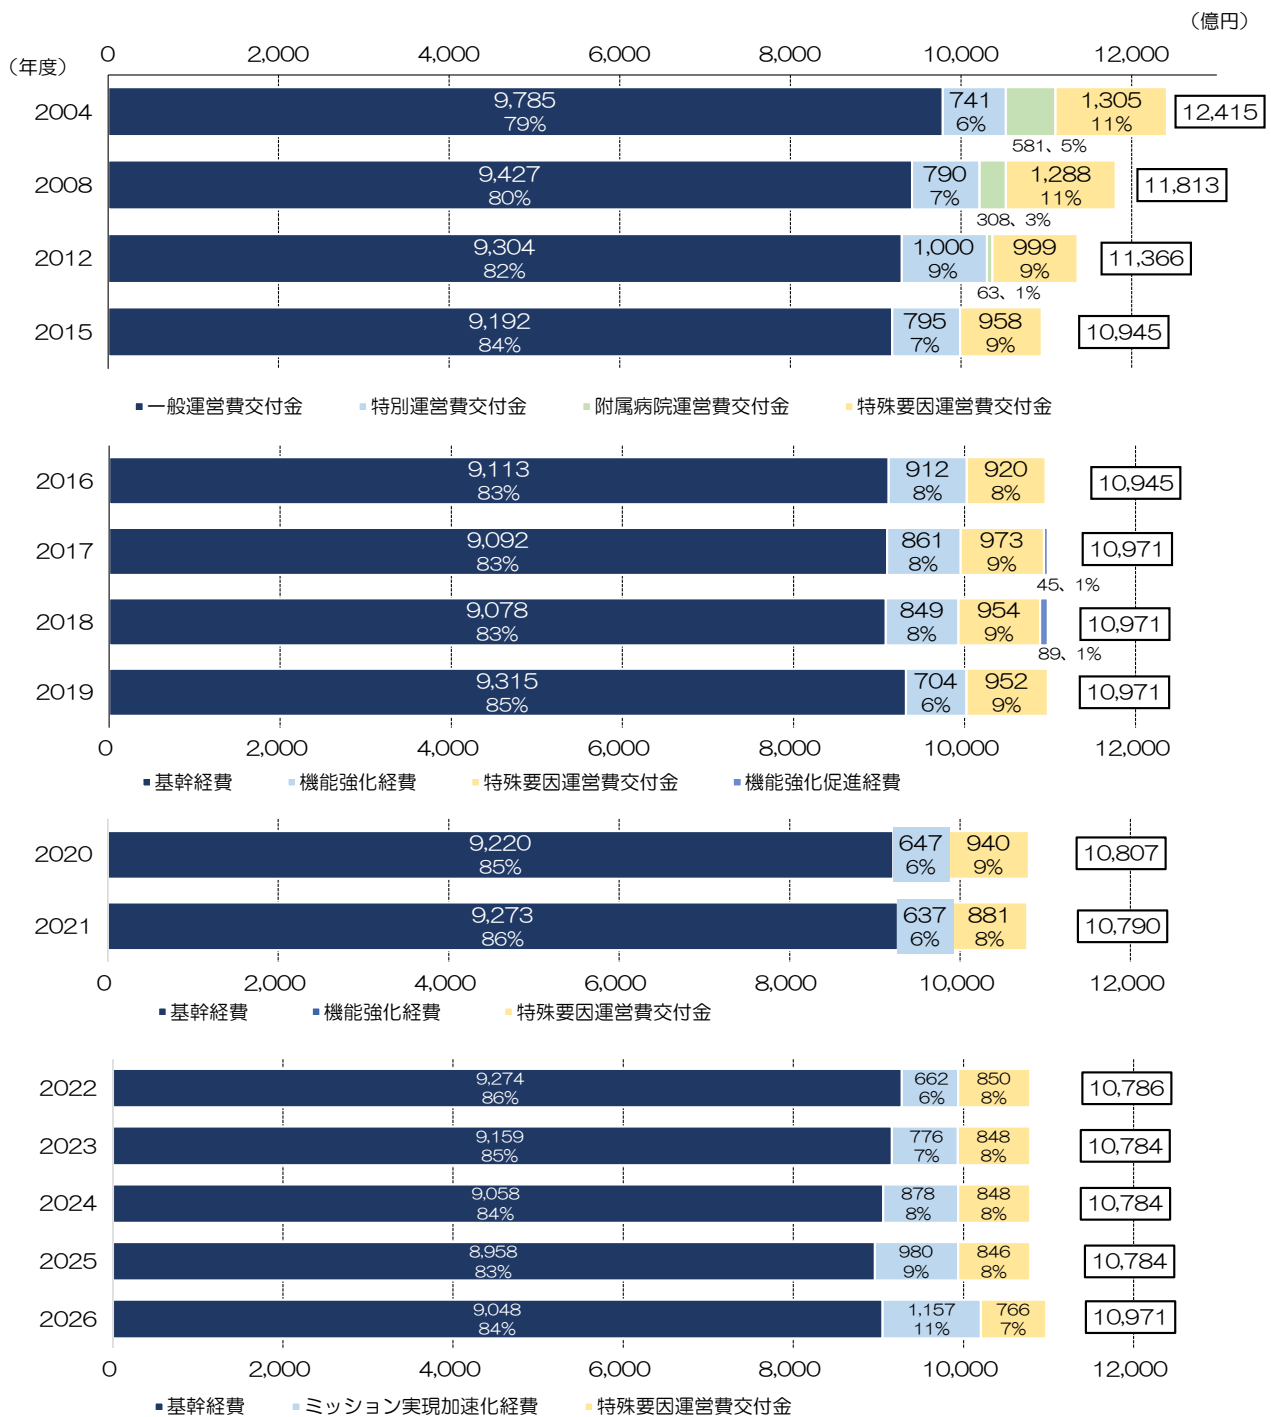 （億円）
0 2,000 4,000 6,000 8,000 10,000 12,000
（年度）
2004 9,785 79% 741 6% 1,305 11% 12,415
581、5%
2008 9,427 80% 790 7% 1,288 11% 11,813
308、3%
2012 9,304 82% 1,000 9% 999 9% 11,366
63、1%
2015 9,192 84% 795 7% 958 9% 10,945
■一般運営費交付金 ■特別運営費交付金 ■附属病院運営費交付金 ■特殊要因運営費交付金
2016 9,113 83% 912 8% 920 8% 10,945
2017 9,092 83% 861 8% 973 9% 10,971
45、1%
2018 9,078 83% 849 8% 954 9% 10,971
89、1%
2019 9,315 85% 704 6% 952 9% 10,971
0 2,000 4,000 6,000 8,000 10,000 12,000
■基幹経費 ■機能強化経費 ■特殊要因運営費交付金 ■機能強化促進経費
2020 9,220 85% 647 6% 940 9% 10,807
2021 9,273 86% 637 6% 881 8% 10,790
0 2,000 4,000 6,000 8,000 10,000 12,000
■基幹経費 ■機能強化経費 ■特殊要因運営費交付金
2022 9,274 86% 662 6% 850 8% 10,786
2023 9,159 85% 776 7% 848 8% 10,784
2024 9,058 84% 878 8% 848 8% 10,784
2025 8,958 83% 980 9% 846 8% 10,784
2026 9,048 84% 1,157 11% 766 7% 10,971
0 2,000 4,000 6,000 8,000 10,000 12,000
■基幹経費 ■ミッション実現加速化経費 ■特殊要因運営費交付金